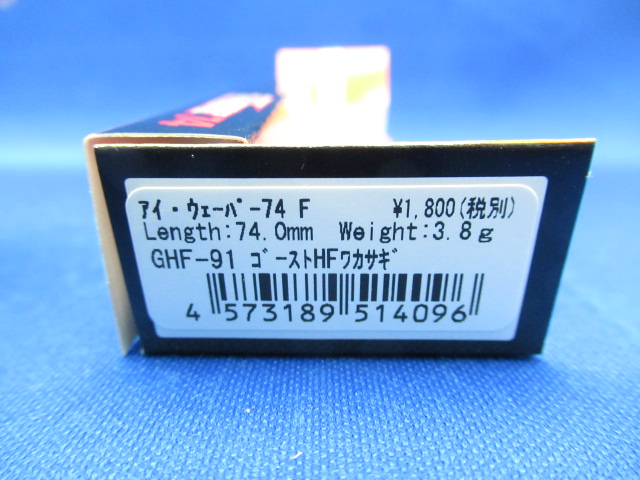 ｱｲ・ｳｪｰﾊﾞｰ74 F ¥1,800(税別)
Length:74.0mm Weight:3.8g
GHF-91 ｺﾞｰｽﾄHFﾜｶｻｷﾞ
4 573189 514096